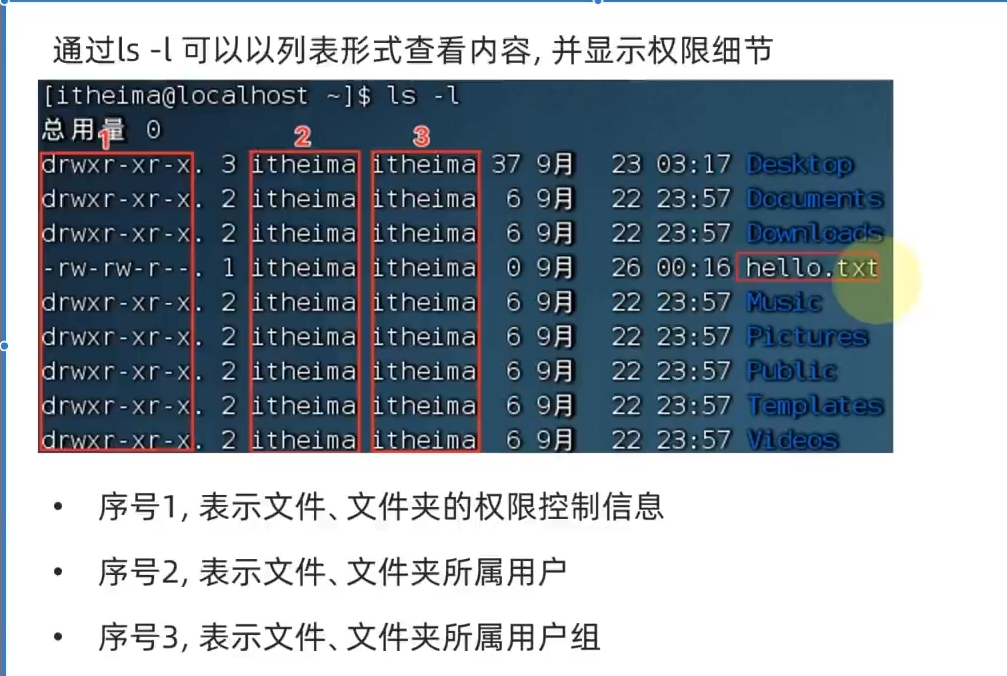 通过ls -l 可以以列表形式查看内容, 并显示权限细节
[itheima@localhost ~]$ ls -l
总用量 0
1 2 3
drwxr-xr-x. 3 itheima itheima 37 9月 23 03:17 Desktop
drwxr-xr-x. 2 itheima itheima 6 9月 22 23:57 Documents
drwxr-xr-x. 2 itheima itheima 6 9月 22 23:57 Downloads
-rw-rw-r--. 1 itheima itheima 0 9月 26 00:16 hello.txt
drwxr-xr-x. 2 itheima itheima 6 9月 22 23:57 Music
drwxr-xr-x. 2 itheima itheima 6 9月 22 23:57 Pictures
drwxr-xr-x. 2 itheima itheima 6 9月 22 23:57 Public
drwxr-xr-x. 2 itheima itheima 6 9月 22 23:57 Templates
drwxr-xr-x. 2 itheima itheima 6 9月 22 23:57 Videos
• 序号1, 表示文件、文件夹的权限控制信息
• 序号2, 表示文件、文件夹所属用户
• 序号3, 表示文件、文件夹所属用户组